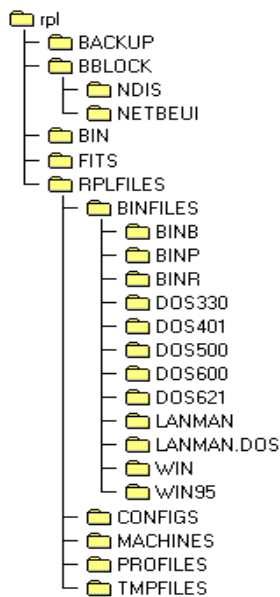 rpl
BACKUP
BBLOCK
NDIS
NETBEUI
BIN
FITS
RPLFILES
BINFILES
BINB
BINP
BINR
DOS330
DOS401
DOS500
DOS600
DOS621
LANMAN
LANMAN.DOS
WIN
WIN95
CONFIGS
MACHINES
PROFILES
TMPFILES